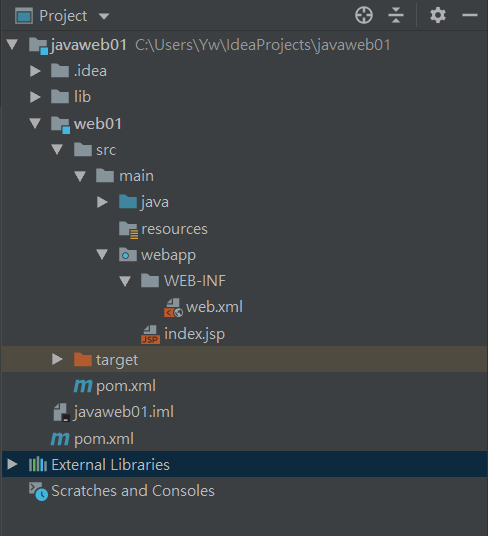 Project
javaweb01 C:\Users\Yw\IdeaProjects\javaweb01
.idea
lib
web01
src
main
java
resources
webapp
WEB-INF
web.xml
JSP index.jsp
target
m pom.xml
javaweb01.iml
m pom.xml
External Libraries
Scratches and Consoles